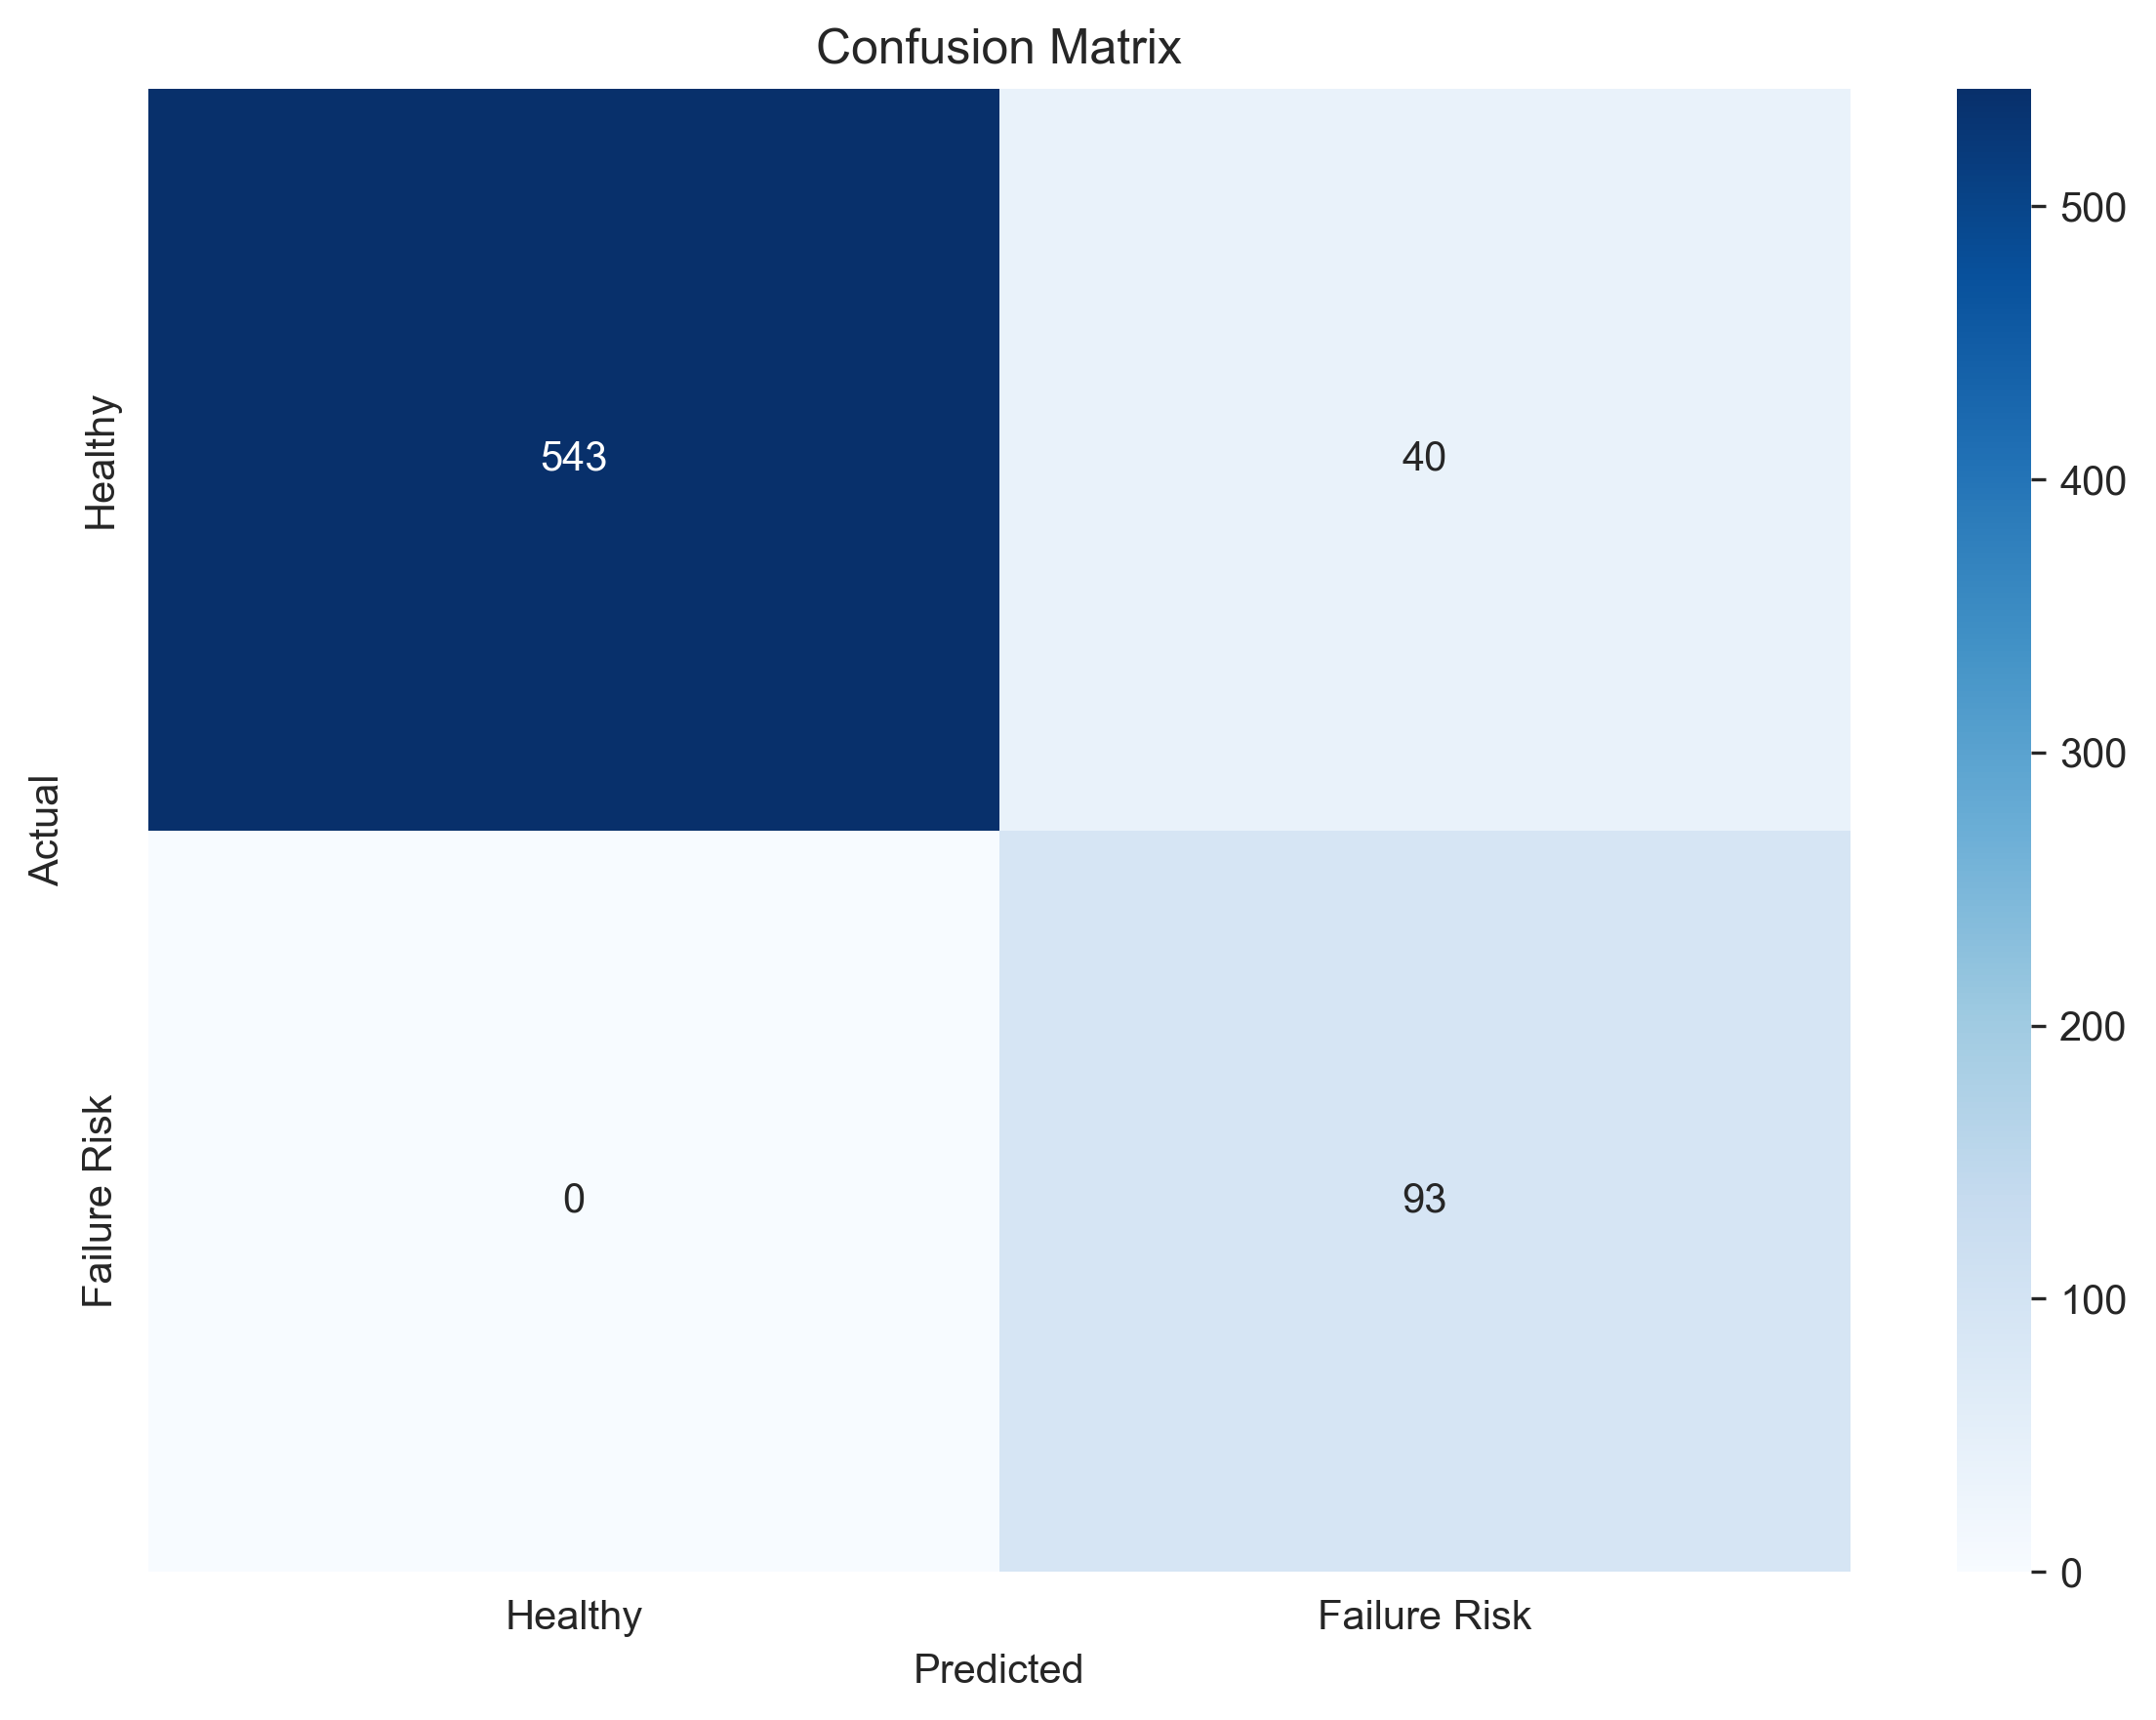 Confusion Matrix
Healthy
543
40
500
400
300
200
100
0
Actual
Failure Risk
0
93
Healthy
Failure Risk
Predicted